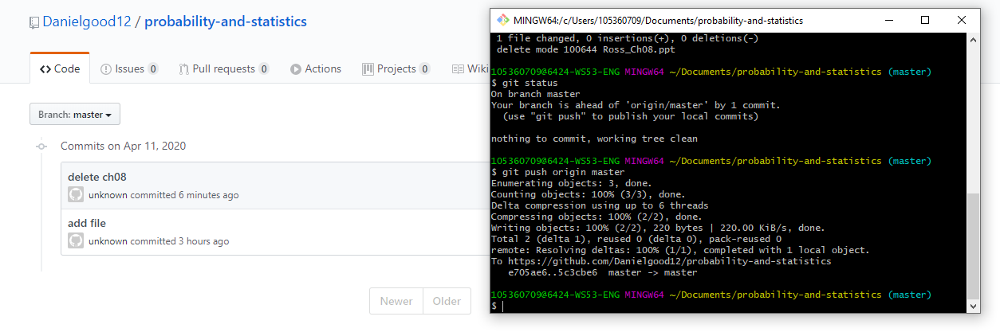 Danielgood12 / probability-and-statistics
Code
Issues 0
Pull requests 0
Actions
Projects 0
Wiki
Branch: master
Commits on Apr 11, 2020
delete ch08
unknown committed 6 minutes ago
add file
unknown committed 3 hours ago
Newer Older
MINGW64:/c/Users/105360709/Documents/probability-and-statistics
1 file changed, 0 insertions(+), 0 deletions(-)
delete mode 100644 Ross_Ch08.ppt
105360709@6424-WS53-ENG MINGW64 ~/Documents/probability-and-statistics (master)
$ git status
On branch master
Your branch is ahead of 'origin/master' by 1 commit.
(use "git push" to publish your local commits)
nothing to commit, working tree clean
105360709@6424-WS53-ENG MINGW64 ~/Documents/probability-and-statistics (master)
$ git push origin master
Enumerating objects: 3, done.
Counting objects: 100% (3/3), done.
Delta compression using up to 6 threads
Compressing objects: 100% (2/2), done.
Writing objects: 100% (2/2), 220 bytes | 220.00 KiB/s, done.
Total 2 (delta 1), reused 0 (delta 0), pack-reused 0
remote: Resolving deltas: 100% (1/1), completed with 1 local object.
To https://github.com/Danielgood12/probability-and-statistics
e705ae6..5c3cbe6 master -> master
105360709@6424-WS53-ENG MINGW64 ~/Documents/probability-and-statistics (master)
$